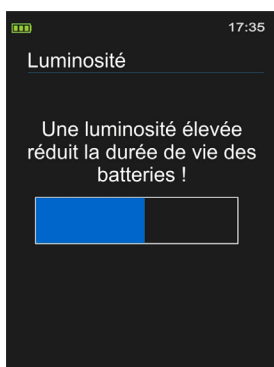 17:35
Luminosité
Une luminosité élevée
réduit la durée de vie des
batteries !